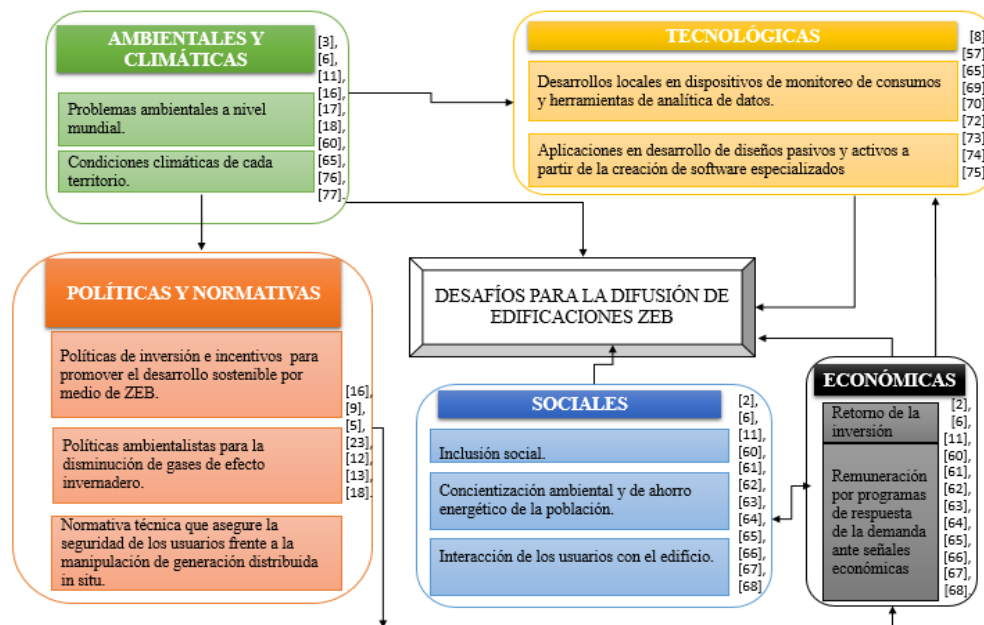 AMBIENTALES Y
CLIMÁTICAS
Problemas ambientales a nivel
mundial.
Condiciones climáticas de cada
territorio.
[3],
[6],
[11],
[16],
[17],
[18],
[60],
[65],
[76],
[77].
TECNOLÓGICAS
Desarrollos locales en dispositivos de monitoreo de consumos
y herramientas de analítica de datos.
Aplicaciones en desarrollo de diseños pasivos y activos a
partir de la creación de software especializados
[8]
[57]
[65]
[69]
[70]
[72]
[73]
[74]
[75]
POLÍTICAS Y NORMATIVAS
Políticas de inversión e incentivos para
promover el desarrollo sostenible por
medio de ZEB.
Políticas ambientalistas para la
disminución de gases de efecto
invernadero.
Normativa técnica que asegure la
seguridad de los usuarios frente a la
manipulación de generación distribuida
in situ.
[16],
[9],
[5],
[23]
[12],
[13],
[18].
DESAFÍOS PARA LA DIFUSIÓN DE
EDIFICACIONES ZEB
SOCIALES
Inclusión social.
Concientización ambiental y de ahorro
energético de la población.
Interacción de los usuarios con el edificio.
[2],
[6],
[11],
[60],
[61],
[62],
[63],
[64],
[65],
[66],
[67],
[68]
ECONÓMICAS
Retorno de la
inversión
Remuneración
por programas
de respuesta
de la demanda
ante señales
económicas
[2],
[6],
[11],
[60],
[61],
[62],
[63],
[64],
[65],
[66],
[67],
[68].